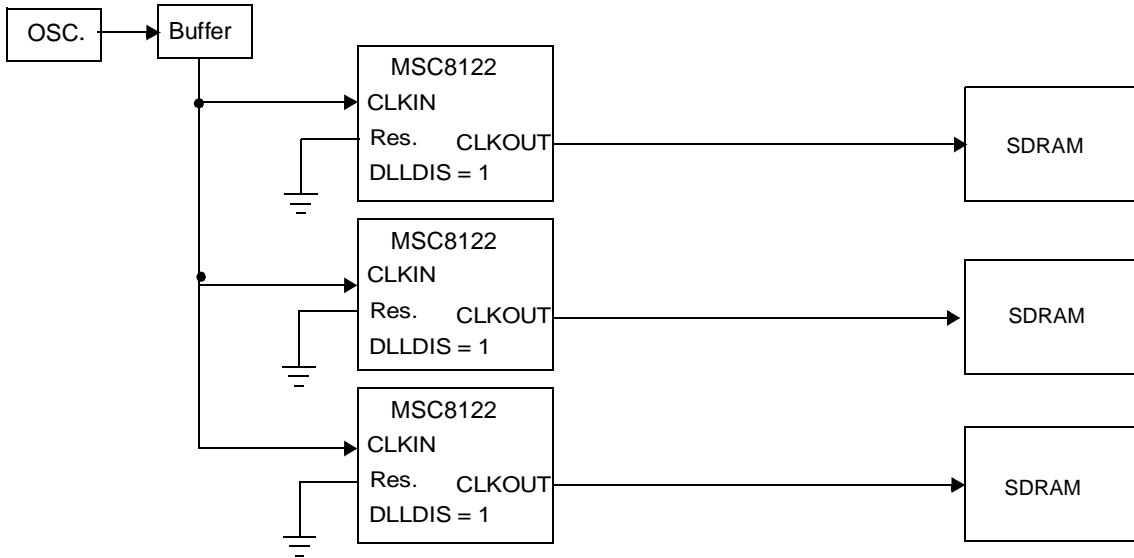 OSC.
Buffer
MSC8122
CLKIN
Res. CLKOUT
DLLDIS = 1
SDRAM
MSC8122
CLKIN
Res. CLKOUT
DLLDIS = 1
SDRAM
MSC8122
CLKIN
Res. CLKOUT
DLLDIS = 1
SDRAM